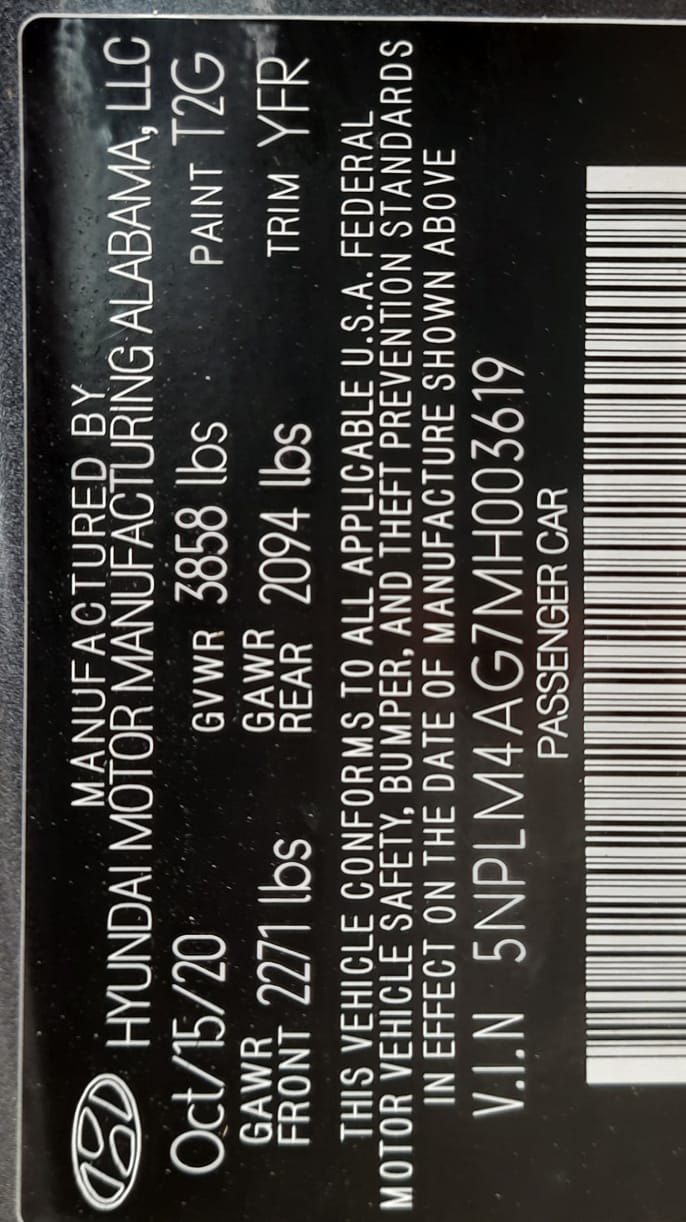 MANUFACTURED BY
HYUNDAI MOTOR MANUFACTURING ALABAMA, LLC
Oct/15/20 GVWR 3858 lbs PAINT T2G
GAWR FRONT 2271 lbs GAWR REAR 2094 lbs TRIM YFR
THIS VEHICLE CONFORMS TO ALL APPLICABLE U.S.A. FEDERAL
MOTOR VEHICLE SAFETY, BUMPER, AND THEFT PREVENTION STANDARDS
IN EFFECT ON THE DATE OF MANUFACTURE SHOWN ABOVE
V.I.N 5NPLM4AG7MH003619
PASSENGER CAR